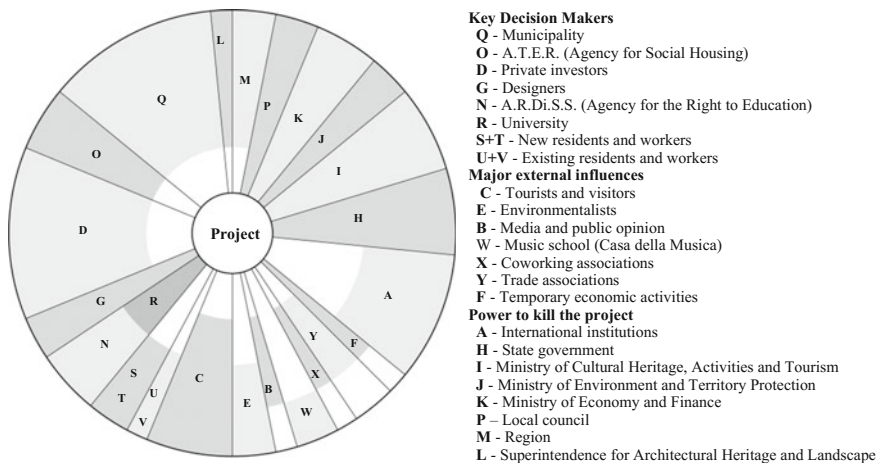 L
M
P
K
J
I
H
Q
O
D
G
N
R
S
T
U
V
C
E
B
W
X
Y
F
A
Project
Key Decision Makers
Q - Municipality
O - A.T.E.R. (Agency for Social Housing)
D - Private investors
G - Designers
N - A.R.DiS.S. (Agency for the Right to Education)
R - University
S+T - New residents and workers
U+V - Existing residents and workers
Major external influences
C - Tourists and visitors
E - Environmentalists
B - Media and public opinion
W - Music school (Casa della Musica)
X - Coworking associations
Y - Trade associations
F - Temporary economic activities
Power to kill the project
A - International institutions
H - State government
I - Ministry of Cultural Heritage, Activities and Tourism
J - Ministry of Environment and Territory Protection
K - Ministry of Economy and Finance
P – Local council
M - Region
L - Superintendence for Architectural Heritage and Landscape